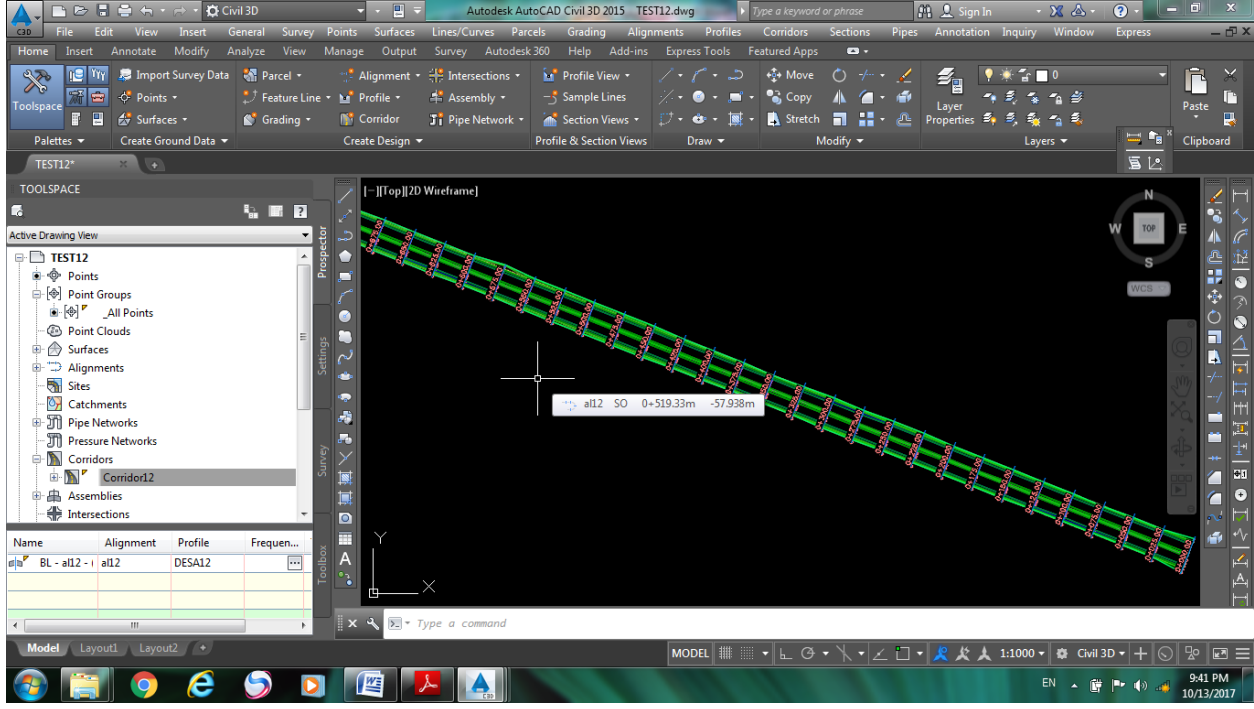 Civil 3D
Autodesk AutoCAD Civil 3D 2015 TEST12.dwg
Type a keyword or phrase
Sign In
C3D
File Edit View Insert General Survey Points Surfaces Lines/Curves Parcels Grading Alignments Profiles Corridors Sections Pipes Annotation Inquiry Window Express
Home Insert Annotate Modify Analyze View Manage Output Survey Autodesk 360 Help Add-ins Express Tools Featured Apps
Toolspace
Import Survey Data
Points
Surfaces
Parcel
Feature Line
Grading
Alignment
Profile
Corridor
Intersections
Assembly
Pipe Network
Profile View
Sample Lines
Section Views
Move
Copy
Stretch
Layer
Properties
0
Paste
Palettes Create Ground Data Create Design Profile & Section Views Draw Modify Layers Clipboard
TEST12*
TOOLSPACE
Active Drawing View
TEST12
Points
Point Groups
_All Points
Point Clouds
Surfaces
Alignments
Sites
Catchments
Pipe Networks
Pressure Networks
Corridors
Corridor12
Assemblies
Intersections
Prospector
Settings
Survey
Toolbox
Name Alignment Profile Frequen...
BL - al12 - al12 DESA12
[−][Top][2D Wireframe]
N
W TOP E
S
WCS
al12 SO 0+519.33m -57.938m
Y
X
Type a command
Model Layout1 Layout2
MODEL 1:1000 Civil 3D
EN 9:41 PM
10/13/2017